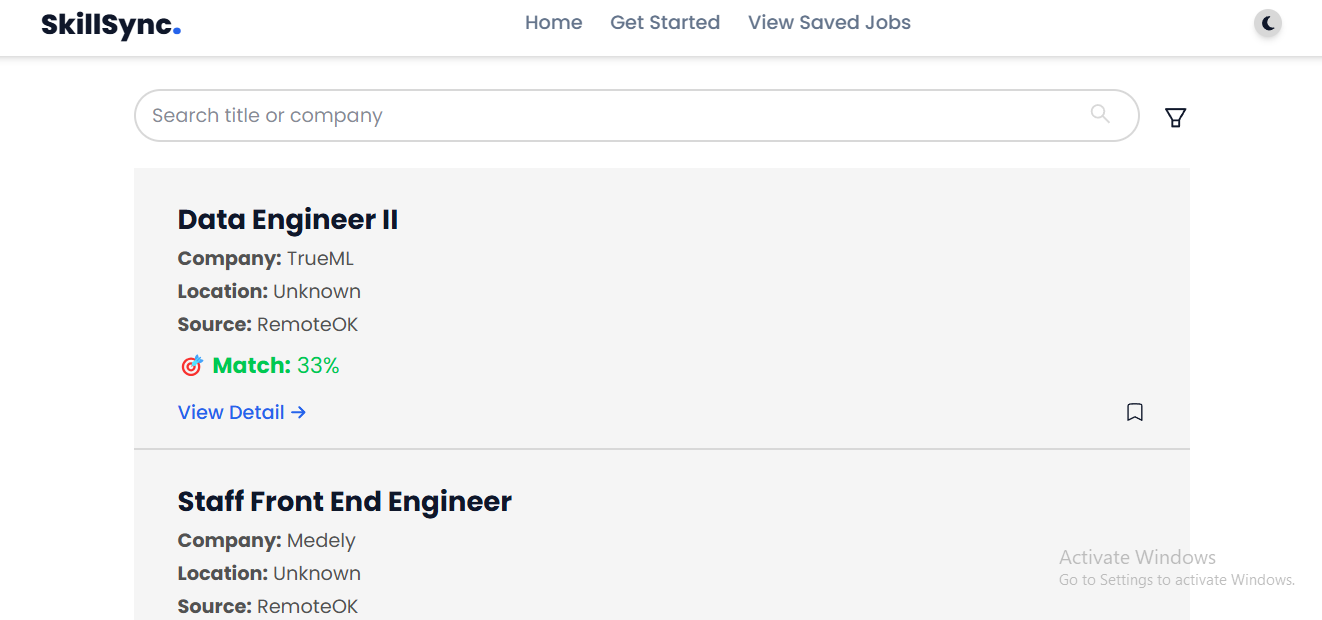 SkillSync.
Home
Get Started
View Saved Jobs
Search title or company
Data Engineer II
Company: TrueML
Location: Unknown
Source: RemoteOK
🎯 Match: 33%
View Detail →
Staff Front End Engineer
Company: Medely
Location: Unknown
Source: RemoteOK
Activate Windows
Go to Settings to activate Windows.